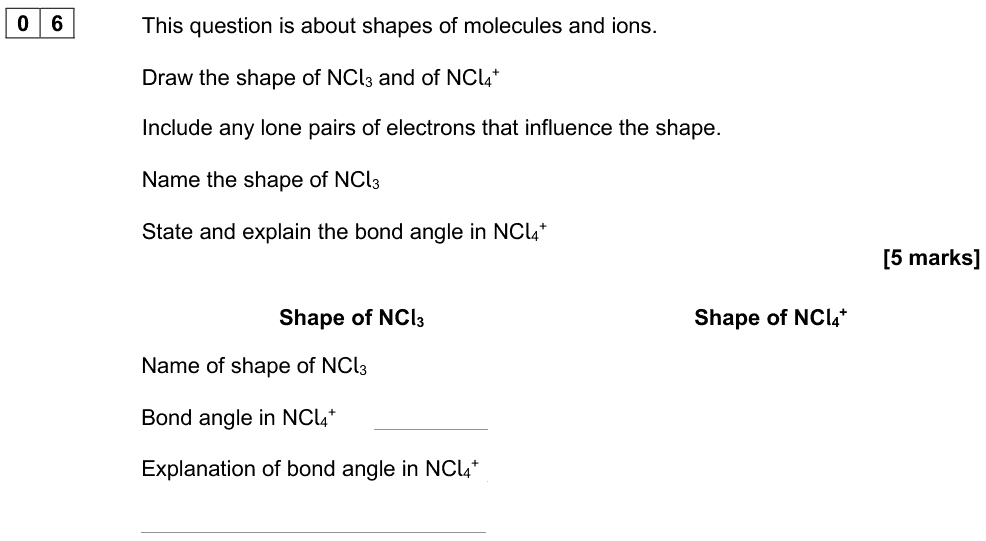 0 6 This question is about shapes of molecules and ions.
Draw the shape of NCl₃ and of NCl₄⁺
Include any lone pairs of electrons that influence the shape.
Name the shape of NCl₃
State and explain the bond angle in NCl₄⁺
[5 marks]
Shape of NCl₃ Shape of NCl₄⁺
Name of shape of NCl₃
Bond angle in NCl₄⁺
Explanation of bond angle in NCl₄⁺